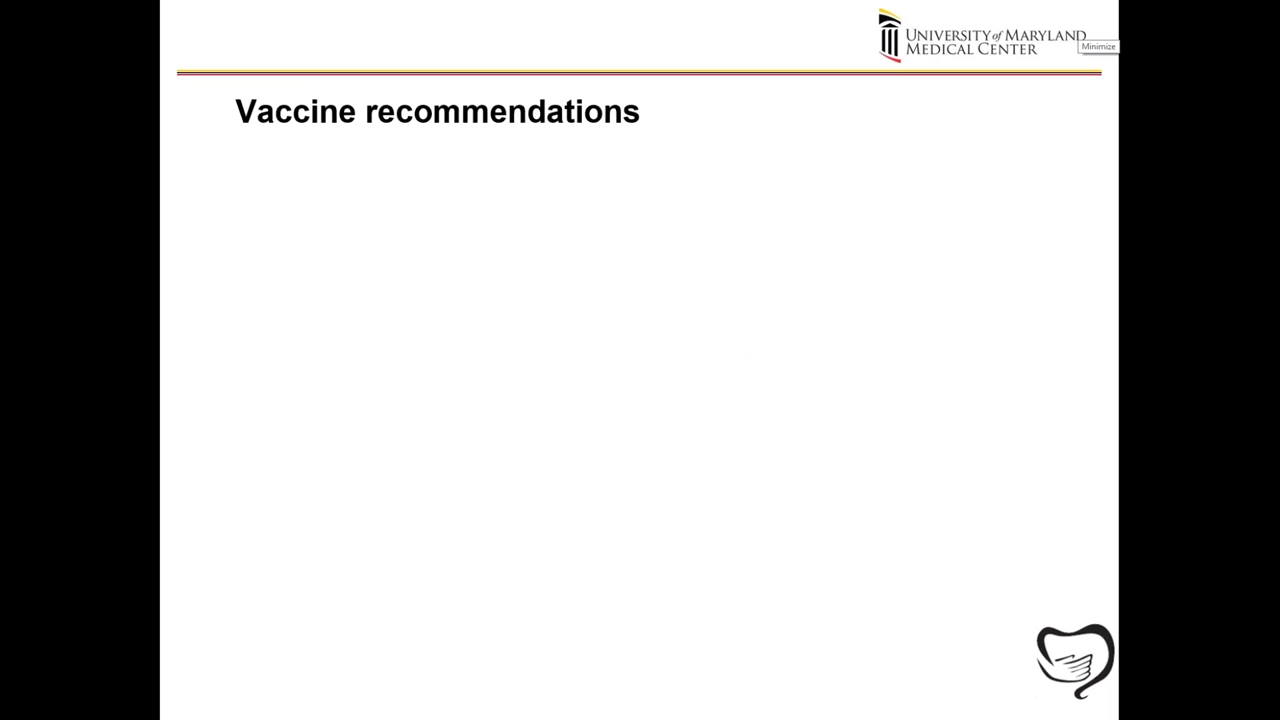 UNIVERSITY of MARYLAND
MEDICAL CENTER
Minimize
Vaccine recommendations